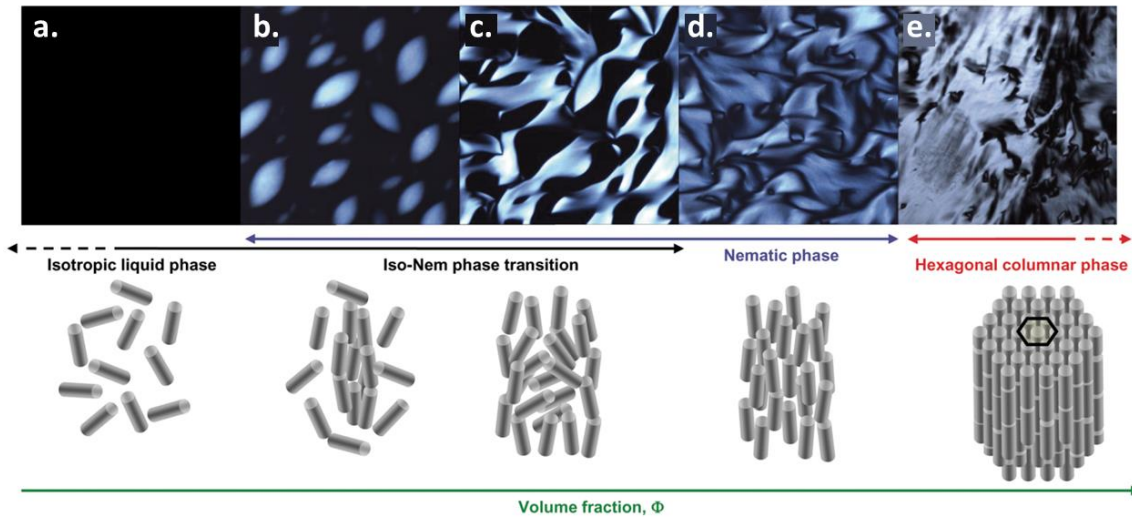 a.
b.
c.
d.
e.
Isotropic liquid phase
Iso-Nem phase transition
Nematic phase
Hexagonal columnar phase
Volume fraction, Φ